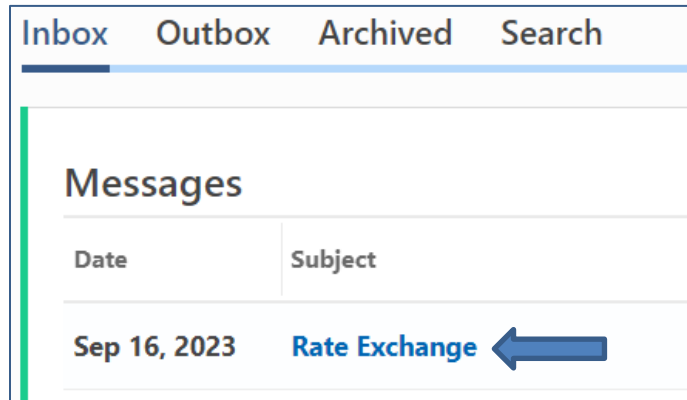 Inbox Outbox Archived Search
Messages
Date Subject
Sep 16, 2023 Rate Exchange